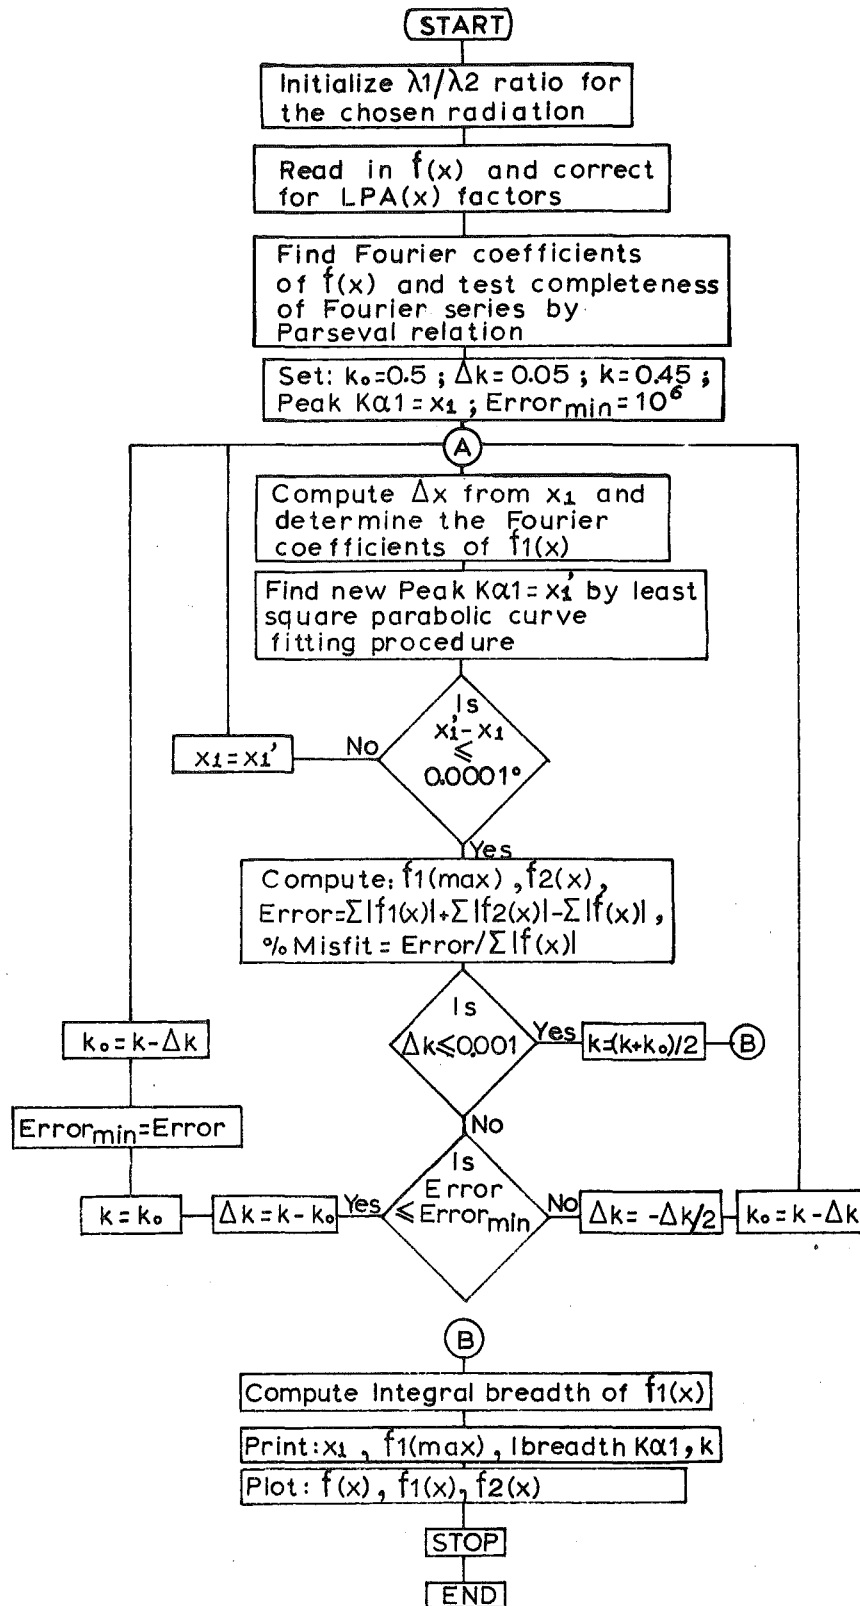 START
Initialize λ1/λ2 ratio for
the chosen radiation
Read in f(x) and correct
for LPA(x) factors
Find Fourier coefficients
of f(x) and test completeness
of Fourier series by
Parseval relation
Set: k₀=0.5 ; Δk=0.05 ; k=0.45 ;
Peak Kα1=x₁ ; Error min=10⁶
A
Compute Δx from x₁ and
determine the Fourier
coefficients of f1(x)
Find new Peak Kα1=x₁' by least
square parabolic curve
fitting procedure
Is
x₁'-x₁
≤
0.0001°
No
x₁=x₁'
Yes
Compute: f1(max) , f2(x) ,
Error=Σ|f1(x)|+Σ|f2(x)|-Σ|f(x)| ,
% Misfit = Error/Σ|f(x)|
Is
Δk≤0.001
Yes
k=(k+k₀)/2
B
No
k₀=k-Δk
Error min=Error
Is
Error
≤Error min
Yes
Δk=k-k₀
k=k₀
No
Δk=-Δk/2
k₀=k-Δk
B
Compute Integral breadth of f1(x)
Print: x₁ , f1(max) , Ibreadth Kα1, k
Plot: f(x) , f1(x), f2(x)
STOP
END